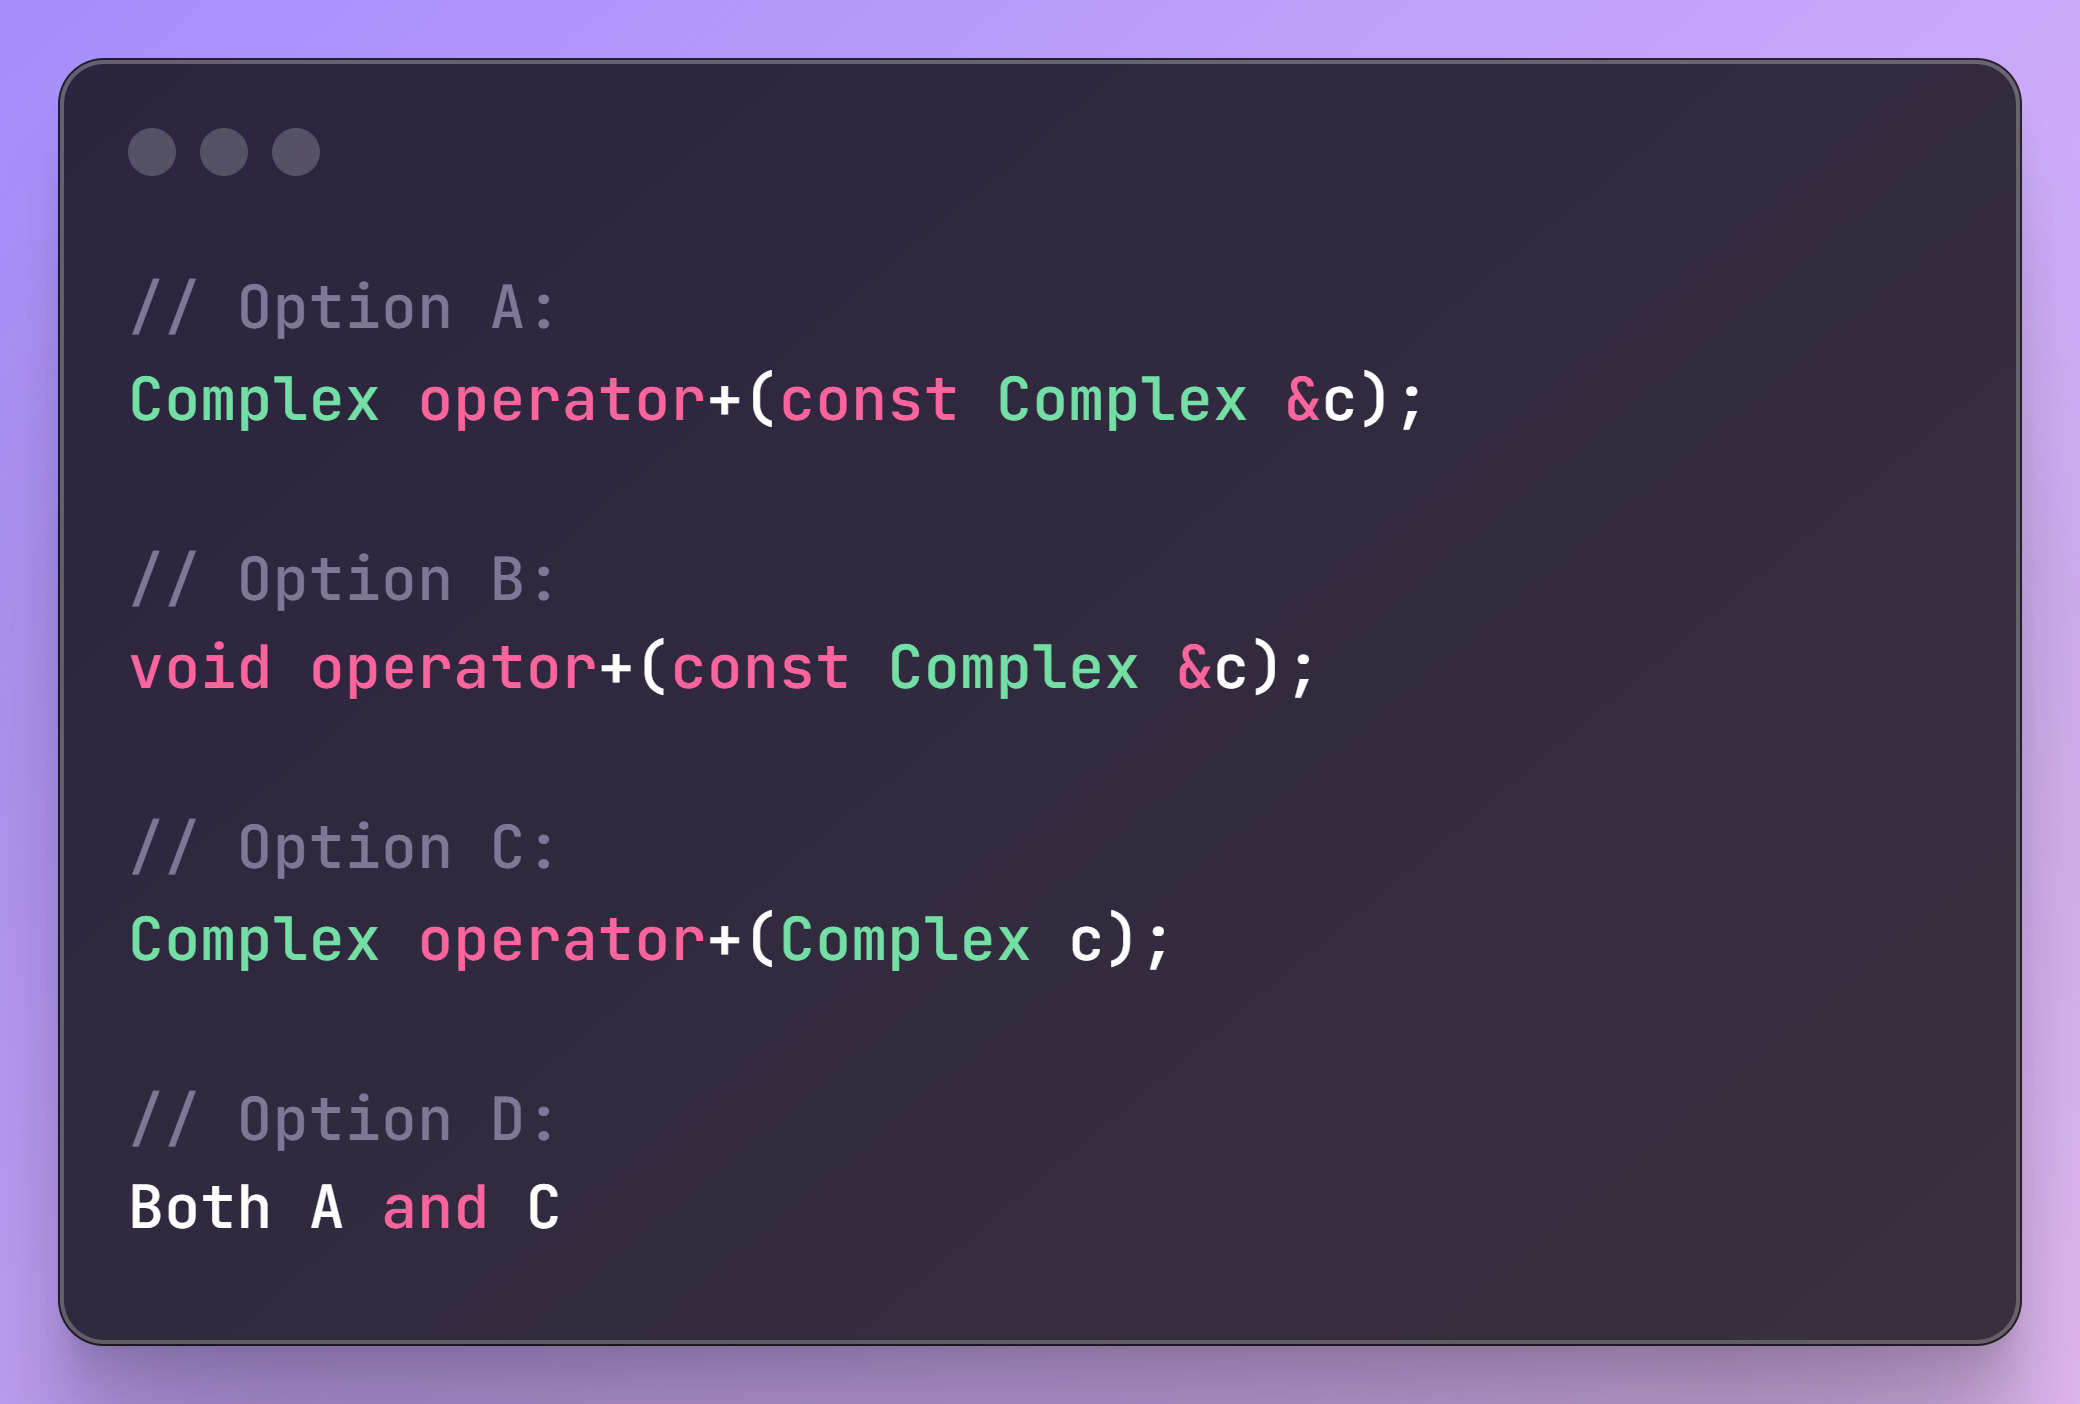 // Option A:
Complex operator+(const Complex &c);
// Option B:
void operator+(const Complex &c);
// Option C:
Complex operator+(Complex c);
// Option D:
Both A and C